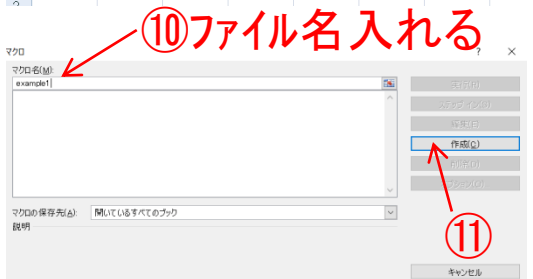 2
⑩ファイル名入れる
マクロ
?
×
マクロ名(M):
example1
作成(C)
マクロの保存先(A):
開いているすべてのブック
説明
⑪
キャンセル